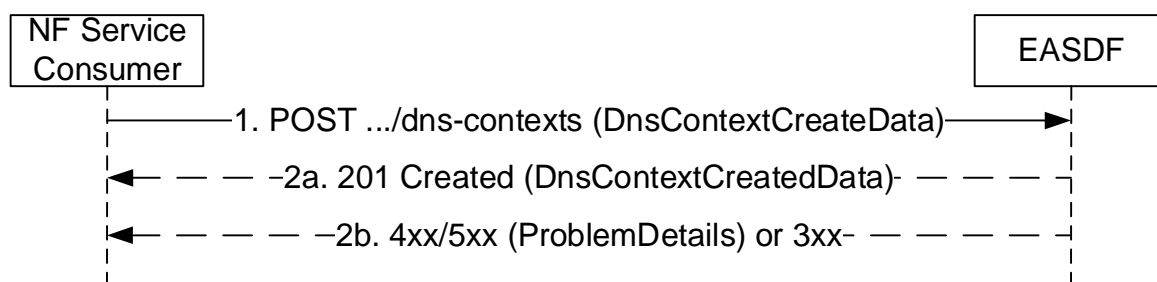 NF Service
Consumer
EASDF
1. POST .../dns-contexts (DnsContextCreateData)
2a. 201 Created (DnsContextCreatedData)
2b. 4xx/5xx (ProblemDetails) or 3xx